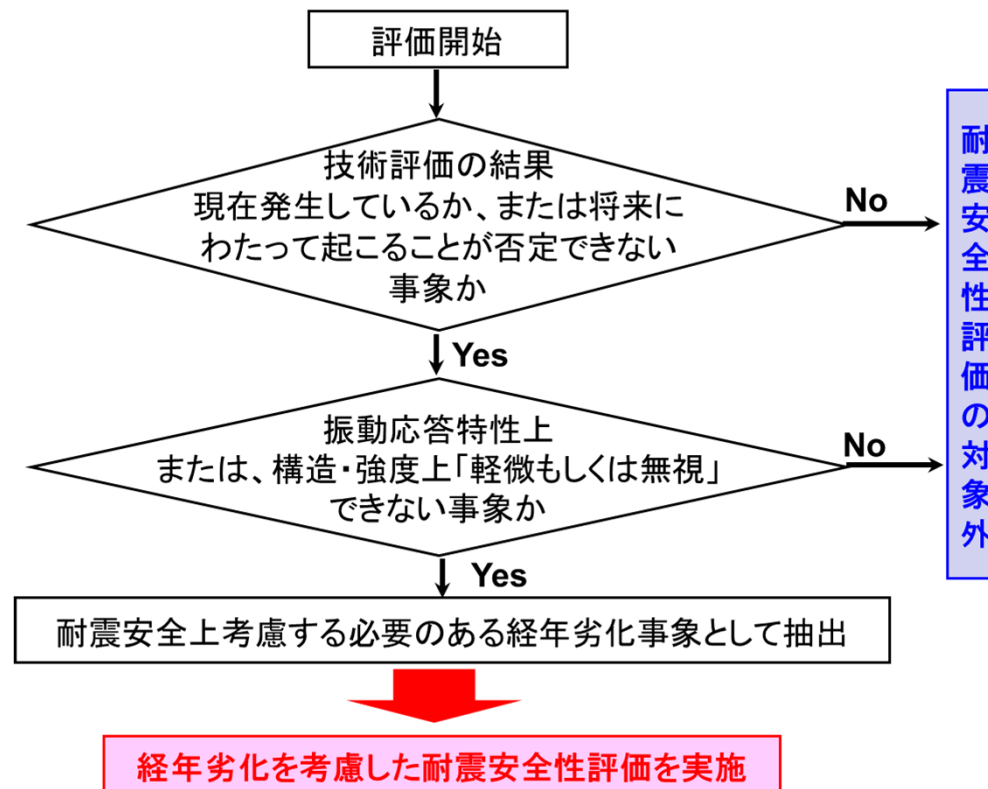 評価開始
技術評価の結果
現在発生しているか、または将来に
わたって起こることが否定できない
事象か
No
Yes
振動応答特性上
または、構造・強度上「軽微もしくは無視」
できない事象か
No
Yes
耐震安全性評価の対象外
耐震安全上考慮する必要のある経年劣化事象として抽出
経年劣化を考慮した耐震安全性評価を実施